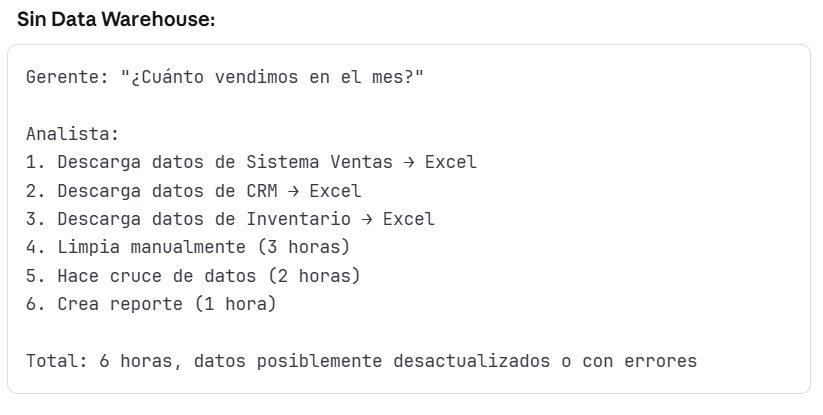 Sin Data Warehouse:
Gerente: "¿Cuánto vendimos en el mes?"
Analista:
1. Descarga datos de Sistema Ventas → Excel
2. Descarga datos de CRM → Excel
3. Descarga datos de Inventario → Excel
4. Limpia manualmente (3 horas)
5. Hace cruce de datos (2 horas)
6. Crea reporte (1 hora)
Total: 6 horas, datos posiblemente desactualizados o con errores